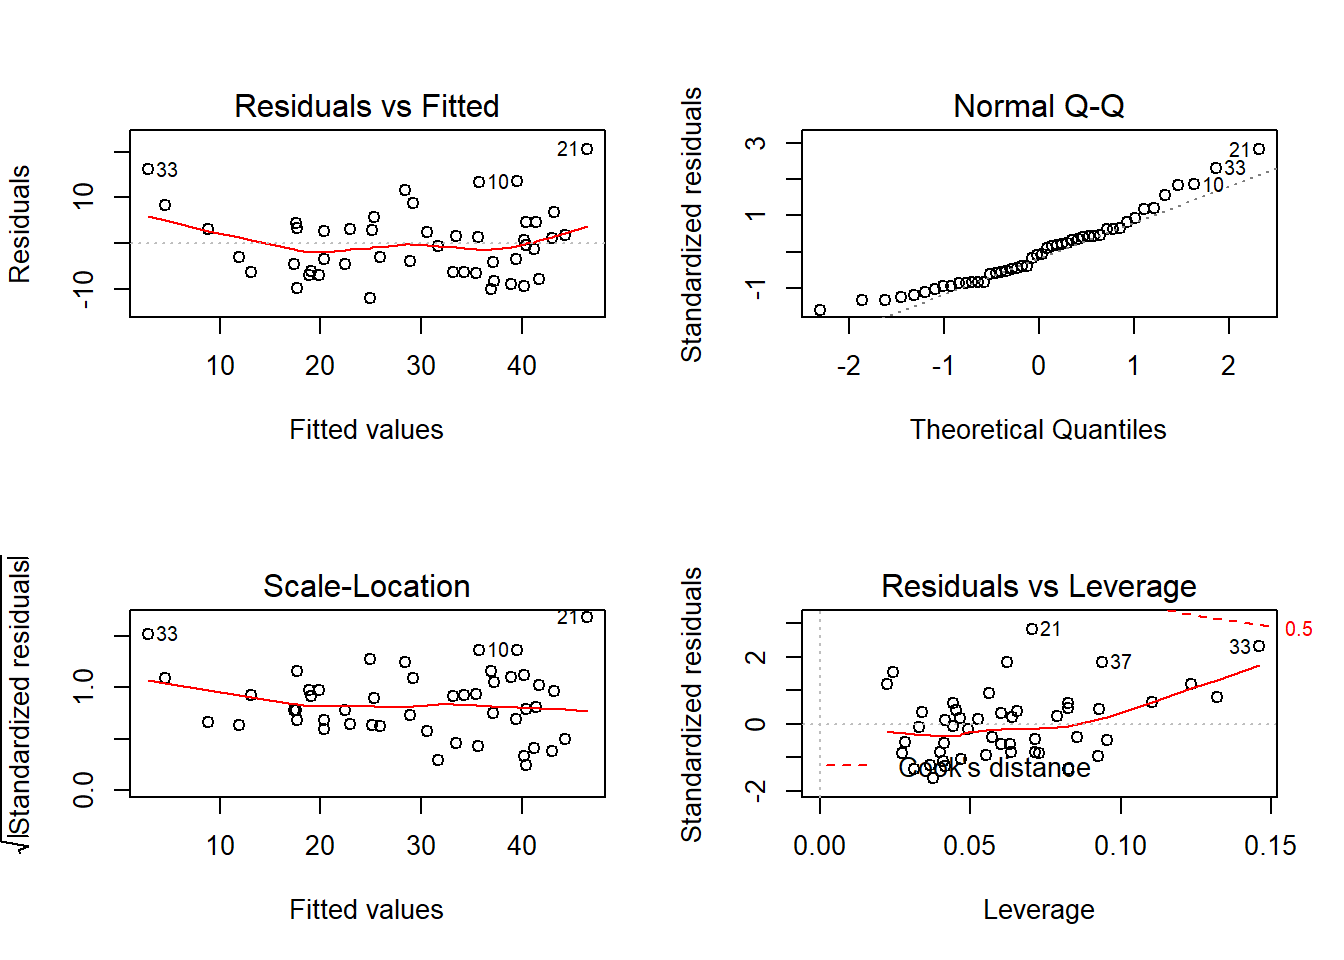 Residuals vs Fitted
Residuals
10
-10
33
10
21
10 20 30 40
Fitted values
Normal Q-Q
Standardized residuals
3
1
-1
21
33
10
-2 -1 0 1 2
Theoretical Quantiles
Scale-Location
√|Standardized residuals|
1.0
0.0
33
10
21
10 20 30 40
Fitted values
Residuals vs Leverage
Standardized residuals
2
0
-2
21
37
33
0.5
Cook's distance
0.00 0.05 0.10 0.15
Leverage